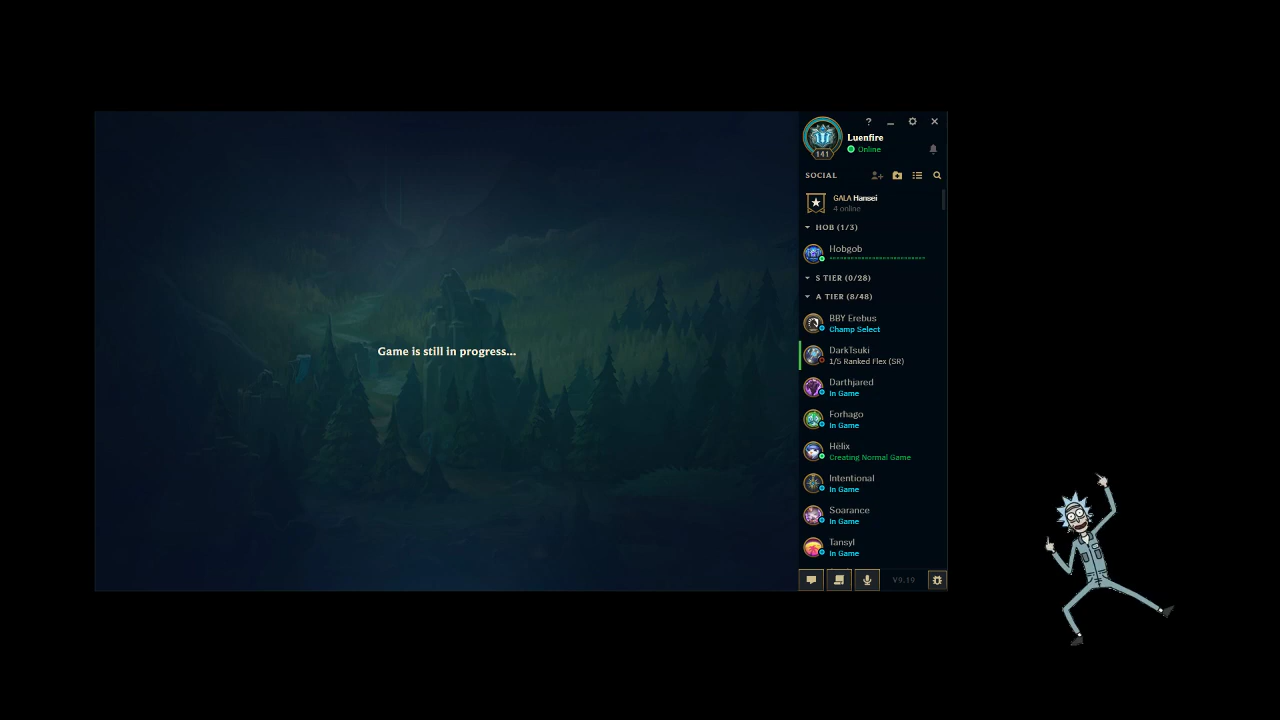 ?
Luenfire
Online
141
SOCIAL
GALA Hansei
4 online
HOB (1/3)
Hobgob
S TIER (0/28)
A TIER (8/48)
BBY Erebus
Champ Select
DarkTsuki
1/5 Ranked Flex (SR)
Darthjared
In Game
Forhago
In Game
Hëlix
Creating Normal Game
Intentional
In Game
Soarance
In Game
Tansyl
In Game
V9.19
Game is still in progress...